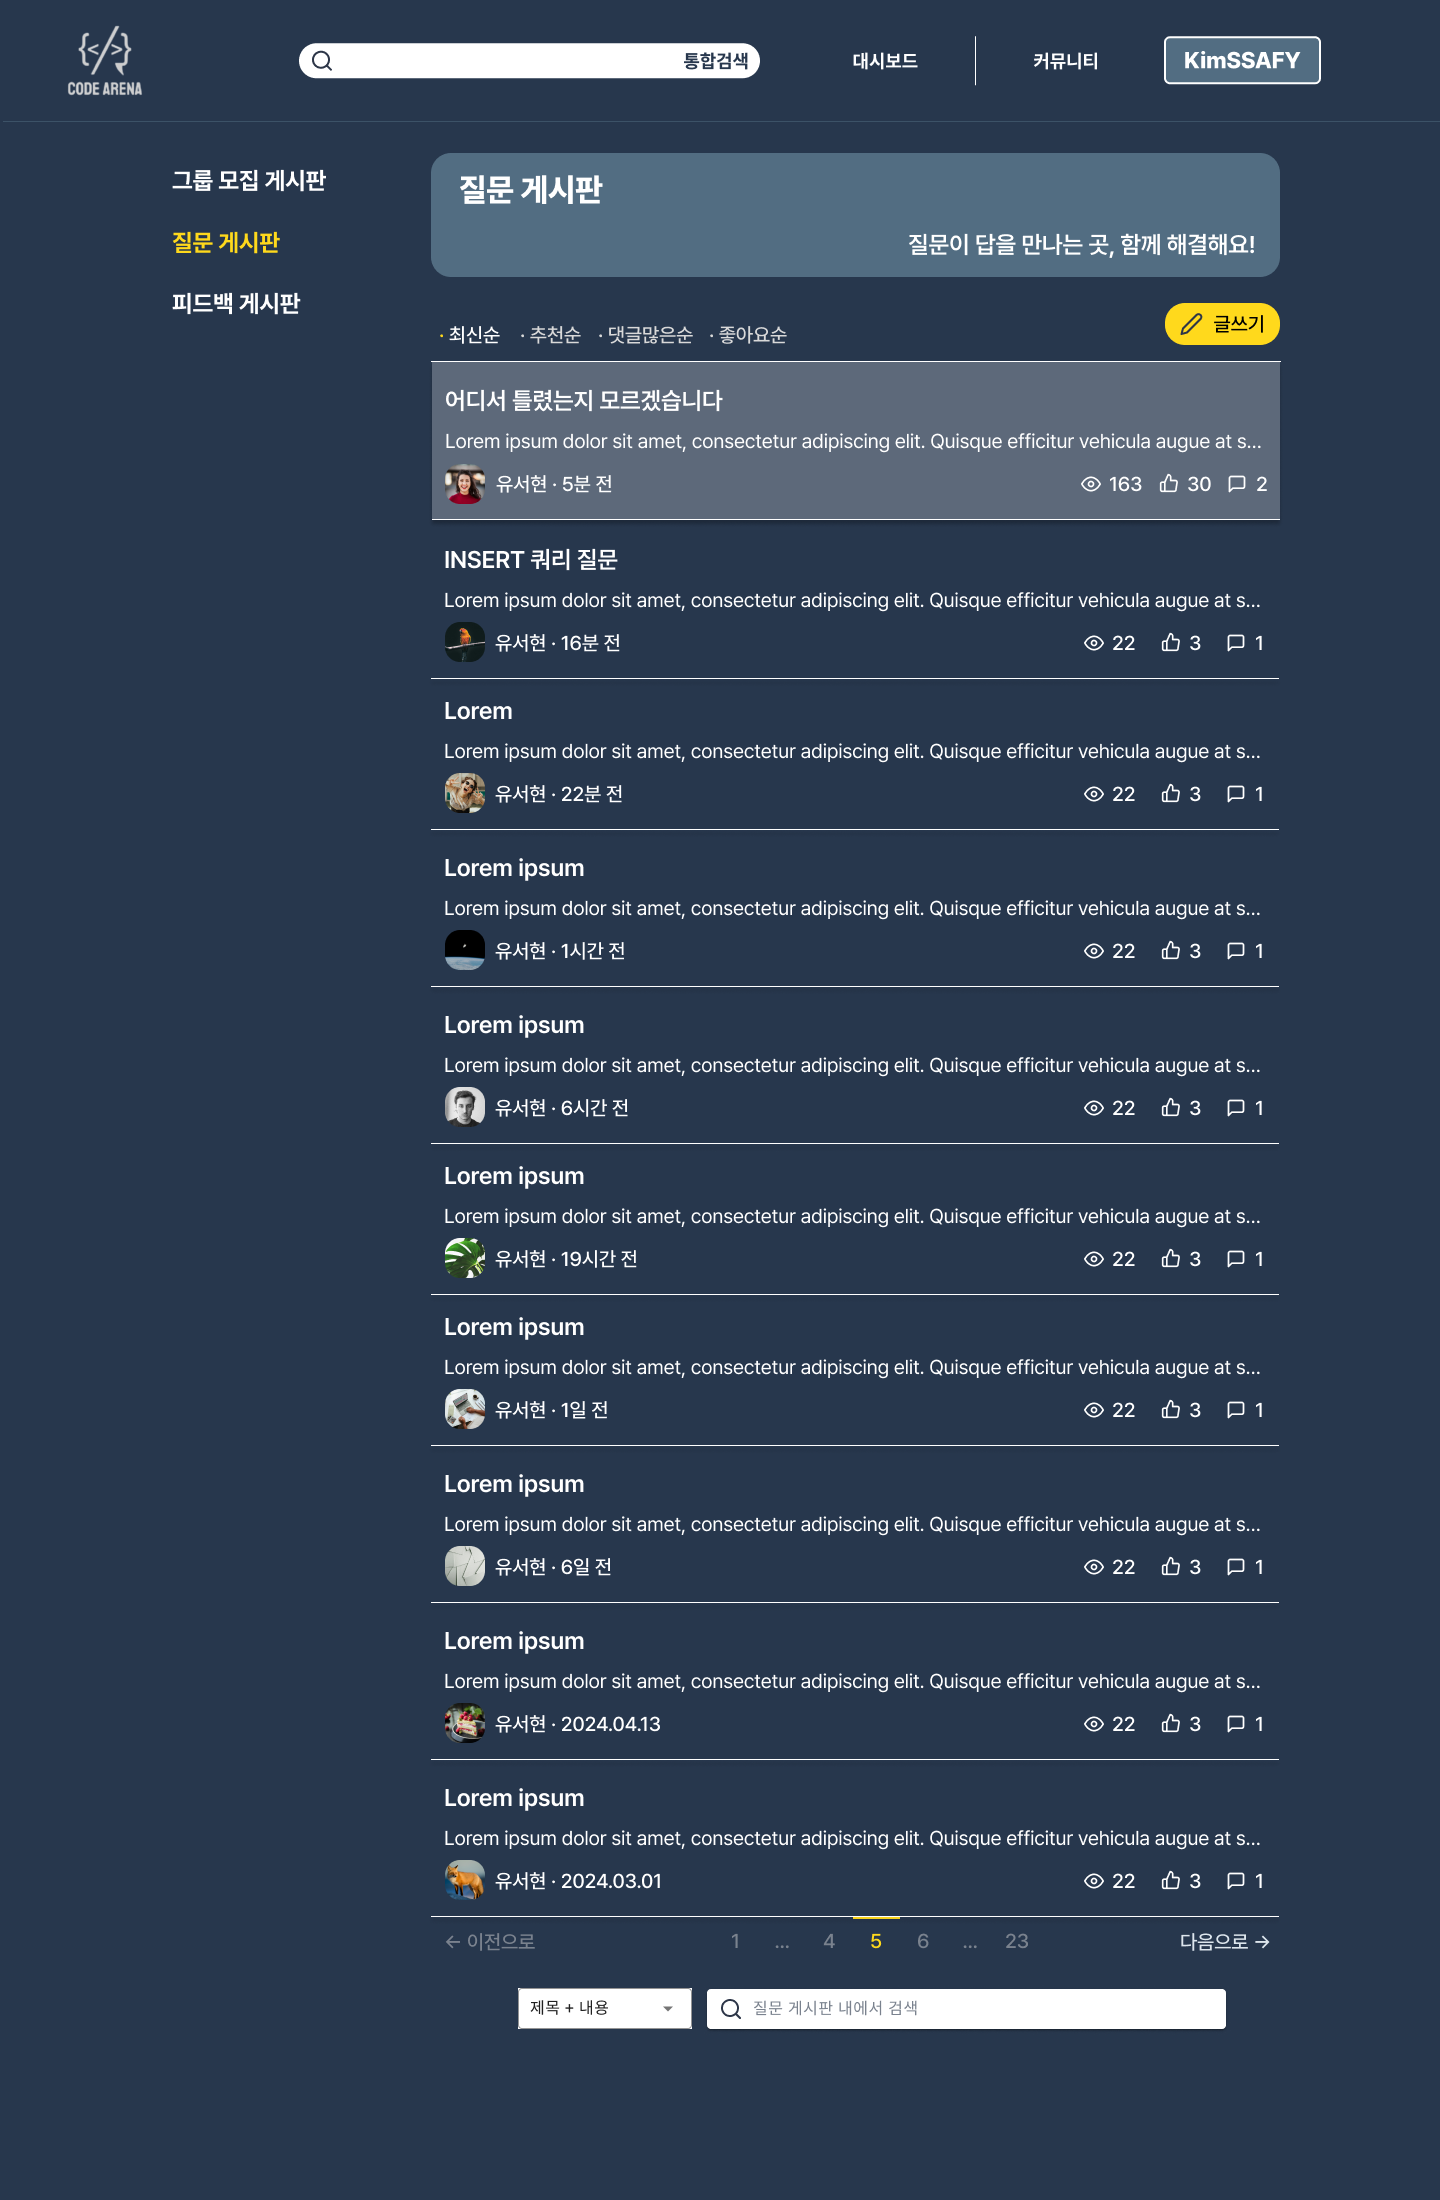 CODE ARENA
통합검색
대시보드
커뮤니티
KimSSAFY
그룹 모집 게시판
질문 게시판
피드백 게시판
질문 게시판
질문이 답을 만나는 곳, 함께 해결해요!
· 최신순 · 추천순 · 댓글많은순 · 좋아요순
글쓰기
어디서 틀렸는지 모르겠습니다
Lorem ipsum dolor sit amet, consectetur adipiscing elit. Quisque efficitur vehicula augue at s...
유서현 · 5분 전 163 30 2
INSERT 쿼리 질문
Lorem ipsum dolor sit amet, consectetur adipiscing elit. Quisque efficitur vehicula augue at s...
유서현 · 16분 전 22 3 1
Lorem
Lorem ipsum dolor sit amet, consectetur adipiscing elit. Quisque efficitur vehicula augue at s...
유서현 · 22분 전 22 3 1
Lorem ipsum
Lorem ipsum dolor sit amet, consectetur adipiscing elit. Quisque efficitur vehicula augue at s...
유서현 · 1시간 전 22 3 1
Lorem ipsum
Lorem ipsum dolor sit amet, consectetur adipiscing elit. Quisque efficitur vehicula augue at s...
유서현 · 6시간 전 22 3 1
Lorem ipsum
Lorem ipsum dolor sit amet, consectetur adipiscing elit. Quisque efficitur vehicula augue at s...
유서현 · 19시간 전 22 3 1
Lorem ipsum
Lorem ipsum dolor sit amet, consectetur adipiscing elit. Quisque efficitur vehicula augue at s...
유서현 · 1일 전 22 3 1
Lorem ipsum
Lorem ipsum dolor sit amet, consectetur adipiscing elit. Quisque efficitur vehicula augue at s...
유서현 · 6일 전 22 3 1
Lorem ipsum
Lorem ipsum dolor sit amet, consectetur adipiscing elit. Quisque efficitur vehicula augue at s...
유서현 · 2024.04.13 22 3 1
Lorem ipsum
Lorem ipsum dolor sit amet, consectetur adipiscing elit. Quisque efficitur vehicula augue at s...
유서현 · 2024.03.01 22 3 1
← 이전으로 1 ... 4 5 6 ... 23 다음으로 →
제목 + 내용
질문 게시판 내에서 검색